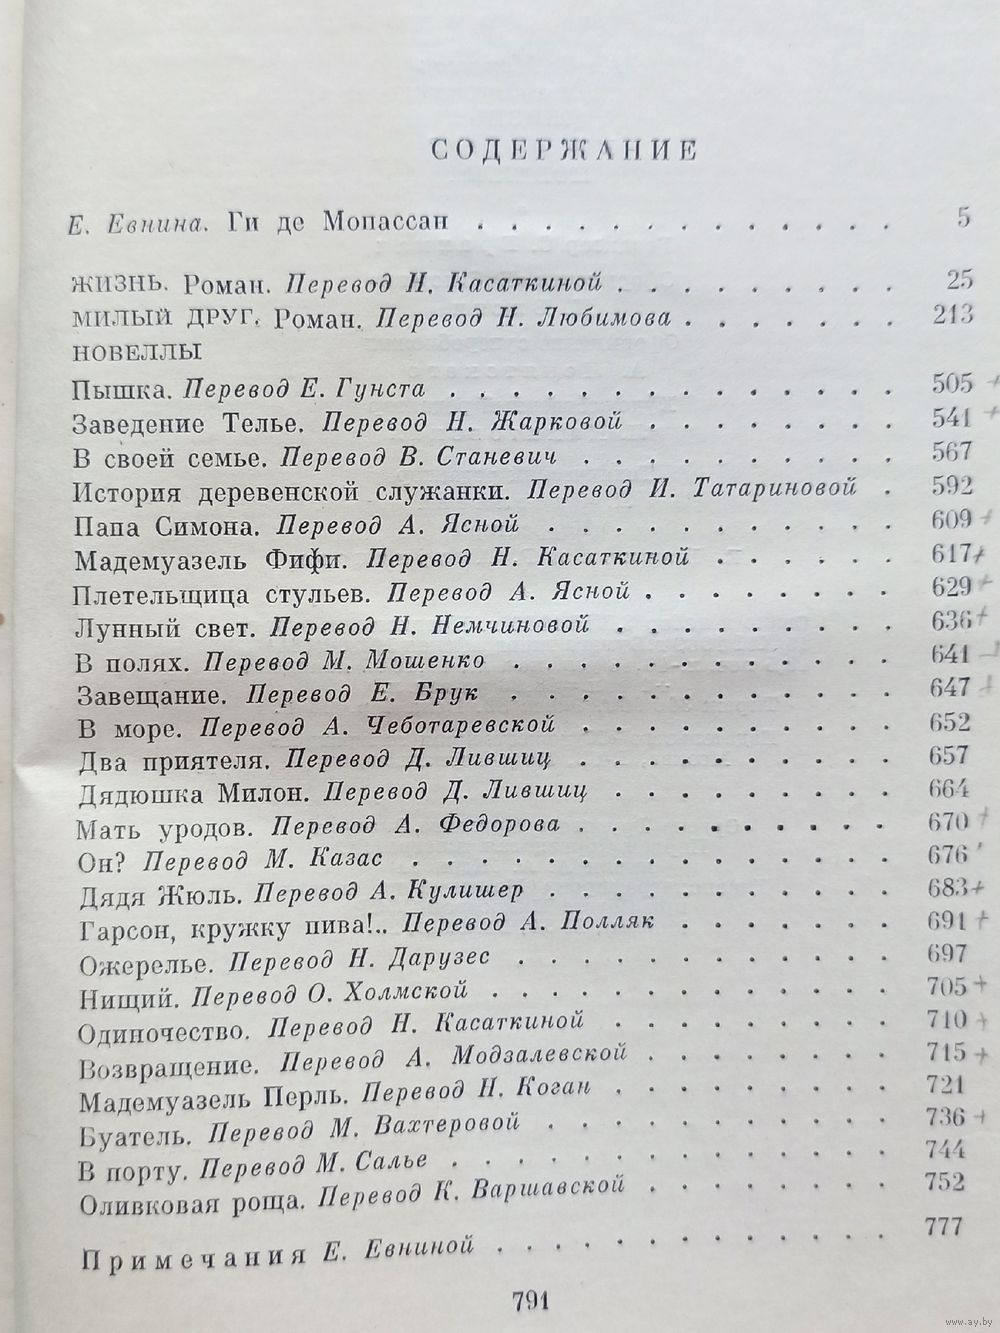 СОДЕРЖАНИЕ
Е. Евнина. Ги де Мопассан . . . . . . . . . . . . . . 5
ЖИЗНЬ. Роман. Перевод Н. Касаткиной . . . . . . . . . 25
МИЛЫЙ ДРУГ. Роман. Перевод Н. Любимова . . . . . . . 213
НОВЕЛЛЫ
Пышка. Перевод Е. Гунста . . . . . . . . . . . . . . 505 +
Заведение Телье. Перевод Н. Жарковой . . . . . . . . 541 +
В своей семье. Перевод В. Станевич . . . . . . . . . 567
История деревенской служанки. Перевод И. Татариновой . 592
Папа Симона. Перевод А. Ясной . . . . . . . . . . . 609 +
Мадемуазель Фифи. Перевод Н. Касаткиной . . . . . . 617 +
Плетельщица стульев. Перевод А. Ясной . . . . . . . . 629 +
Лунный свет. Перевод Н. Немчиновой . . . . . . . . . 636 +
В полях. Перевод М. Мошенко . . . . . . . . . . . . 641 +
Завещание. Перевод Е. Брук . . . . . . . . . . . . 647 +
В море. Перевод А. Чеботаревской . . . . . . . . . . 652
Два приятеля. Перевод Д. Лившиц . . . . . . . . . . 657
Дядюшка Милон. Перевод Д. Лившиц . . . . . . . . . 664
Мать уродов. Перевод А. Федорова . . . . . . . . . . 670 +
Он? Перевод М. Казас . . . . . . . . . . . . . . . 676
Дядя Жюль. Перевод А. Кулишер . . . . . . . . . . . 683 +
Гарсон, кружку пива!.. Перевод А. Полляк . . . . . . . 691 +
Ожерелье. Перевод Н. Дарузес . . . . . . . . . . . . 697
Нищий. Перевод О. Холмской . . . . . . . . . . . . 705 +
Одиночество. Перевод Н. Касаткиной . . . . . . . . . 710 +
Возвращение. Перевод А. Модзалевской . . . . . . . . 715 +
Мадемуазель Перль. Перевод Н. Коган . . . . . . . . . 721
Буатель. Перевод М. Вахтеровой . . . . . . . . . . . 736 +
В порту. Перевод М. Салье . . . . . . . . . . . . . 744
Оливковая роща. Перевод К. Варшавской . . . . . . . . 752
Примечания Е. Евниной . . . . . . . . . . . . . . 777
791
www.ay.by